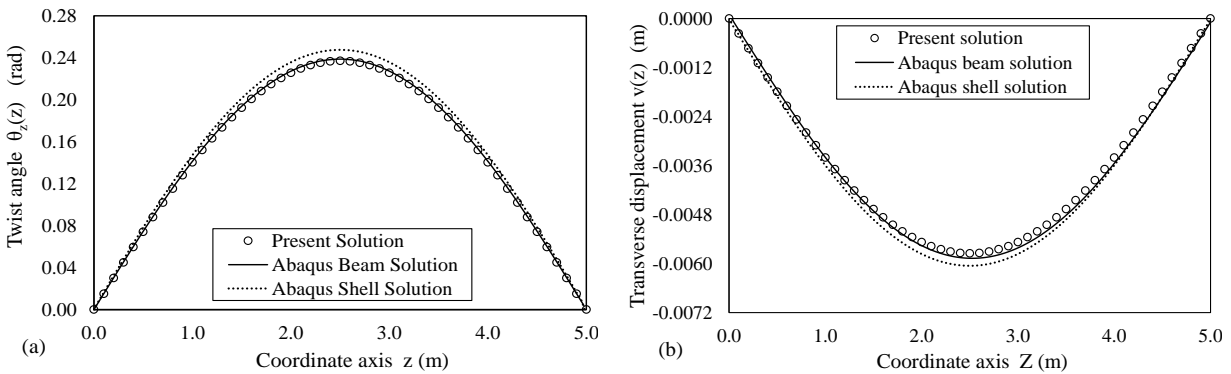 0.28
0.24
0.20
0.16
0.12
0.08
0.04
0.00
Twist angle θz(z) (rad)
Present Solution
Abaqus Beam Solution
Abaqus Shell Solution
0.0 1.0 2.0 3.0 4.0 5.0
(a)
Coordinate axis z (m)
0.0000
-0.0012
-0.0024
-0.0036
-0.0048
-0.0060
-0.0072
Transverse displacement v(z) (m)
Present solution
Abaqus beam solution
Abaqus shell solution
0.0 1.0 2.0 3.0 4.0 5.0
(b)
Coordinate axis Z (m)